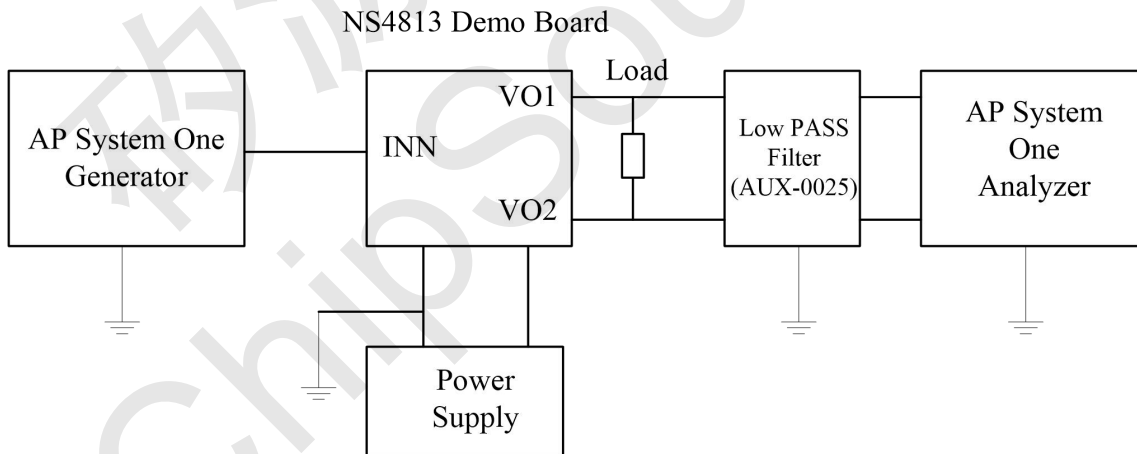 NS4813 Demo Board
AP System One
Generator
INN
VO1
VO2
Load
Low PASS
Filter
(AUX-0025)
AP System
One
Analyzer
Power
Supply